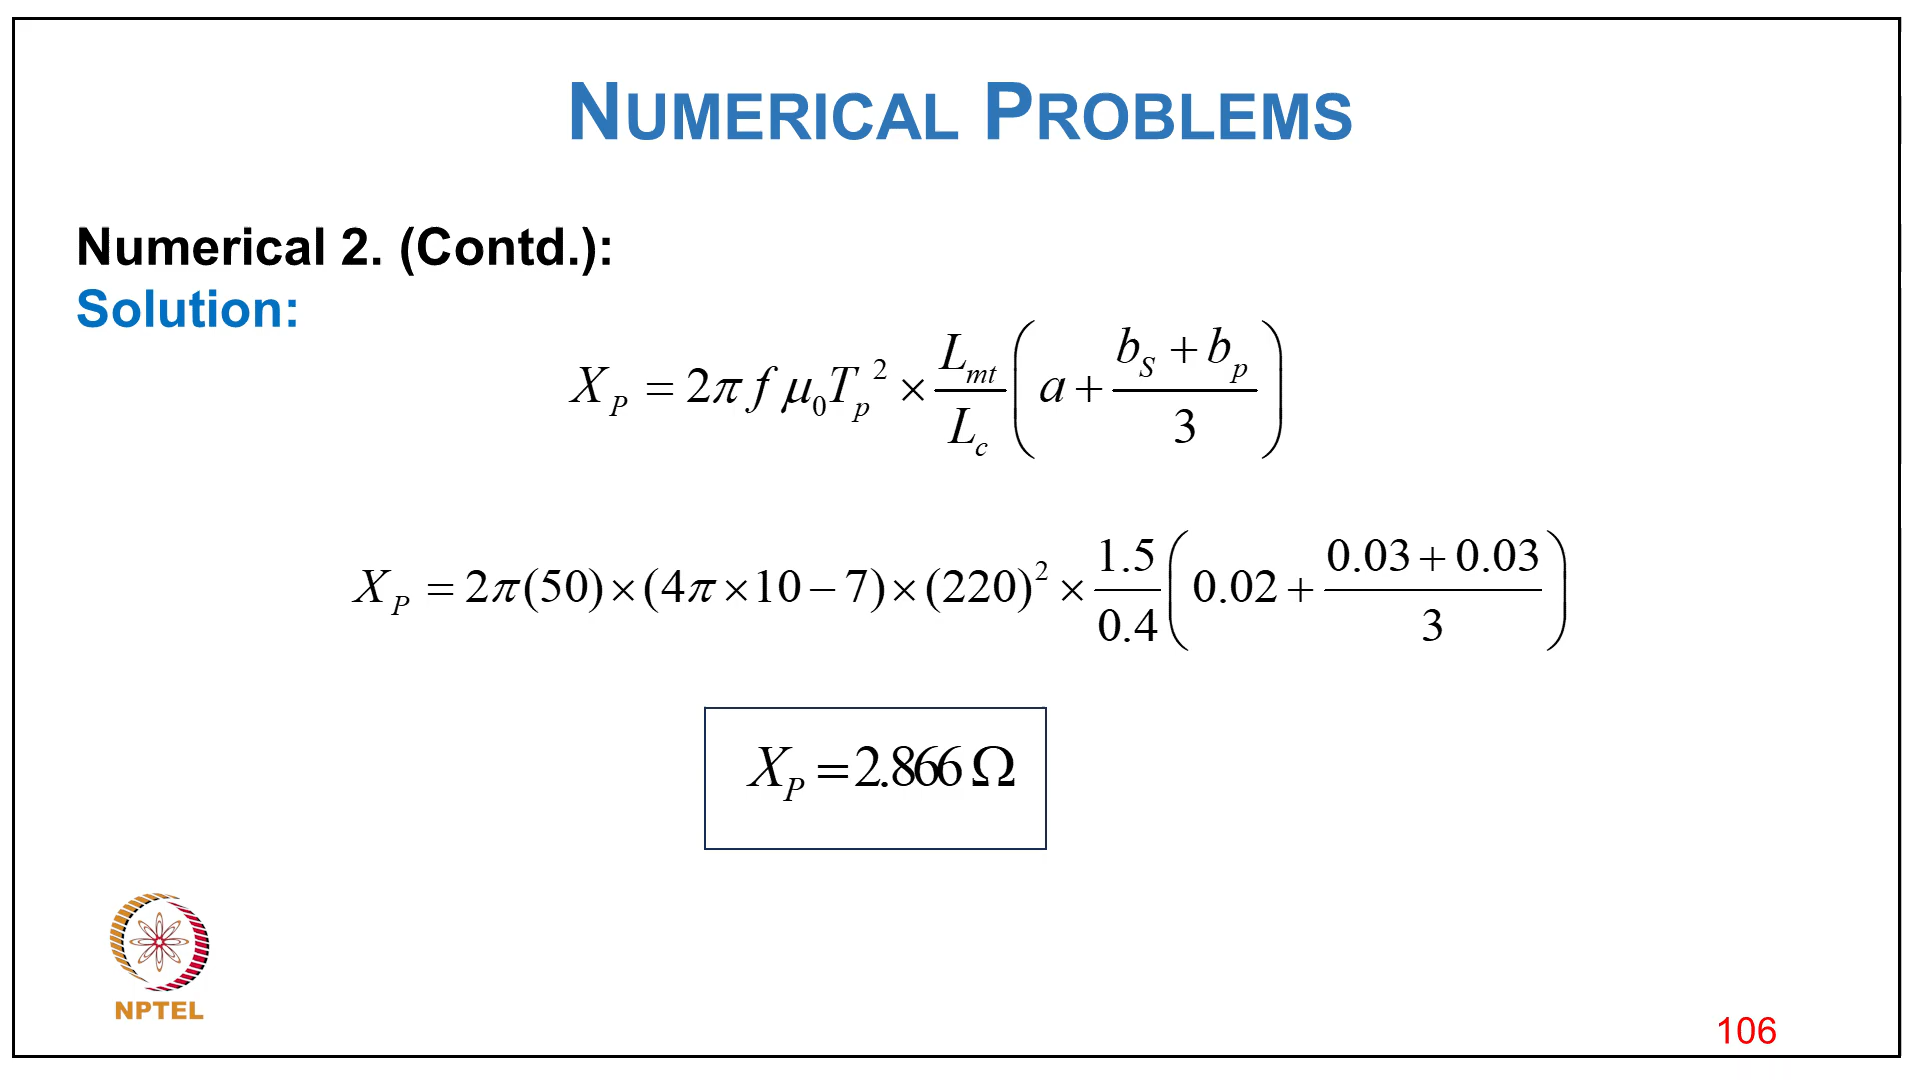 NUMERICAL PROBLEMS
Numerical 2. (Contd.):
Solution:
X_P = 2π f μ_0 T_p^2 × L_mt / L_c ( a + (b_S + b_p) / 3 )
X_P = 2π(50)×(4π×10−7)×(220)^2 × 1.5 / 0.4 ( 0.02 + (0.03+0.03) / 3 )
X_P = 2.866 Ω
NPTEL
106